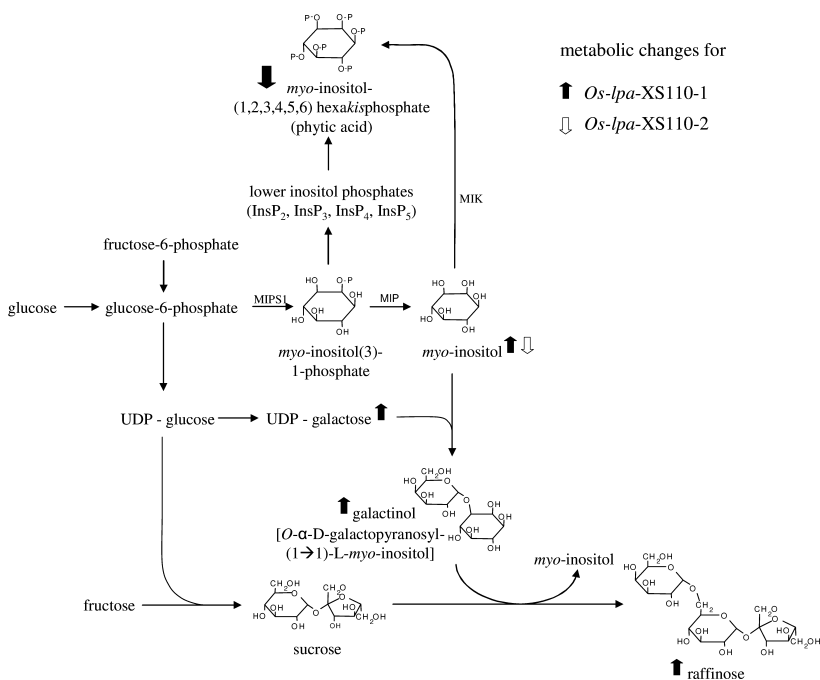 P-O O-P O-P
O-P
P-O O-P
O-P
metabolic changes for
Os-lpa-XS110-1
Os-lpa-XS110-2
myo-inositol-
(1,2,3,4,5,6) hexakisphosphate
(phytic acid)
MIK
lower inositol phosphates
(InsP2, InsP3, InsP4, InsP5)
fructose-6-phosphate
glucose
glucose-6-phosphate
MIPS1
HO O-P
OH
OH
HO
OH
MIP
HO OH
OH
OH
HO
OH
myo-inositol(3)-
1-phosphate
myo-inositol
UDP - glucose
UDP - galactose
CH2OH
HO O
OH
OH O OH
OH
OH
HO
OH
galactinol
[O-α-D-galactopyranosyl-
(1→1)-L-myo-inositol]
myo-inositol
fructose
CH2OH
O
OH
HO
OH
O
CH2O
O
HO
OH
CH2OH
sucrose
CH2OH
HO O
OH
OH
O
CH2
O
OH
HO
OH
O
CH2O
O
HO
OH
CH2OH
raffinose